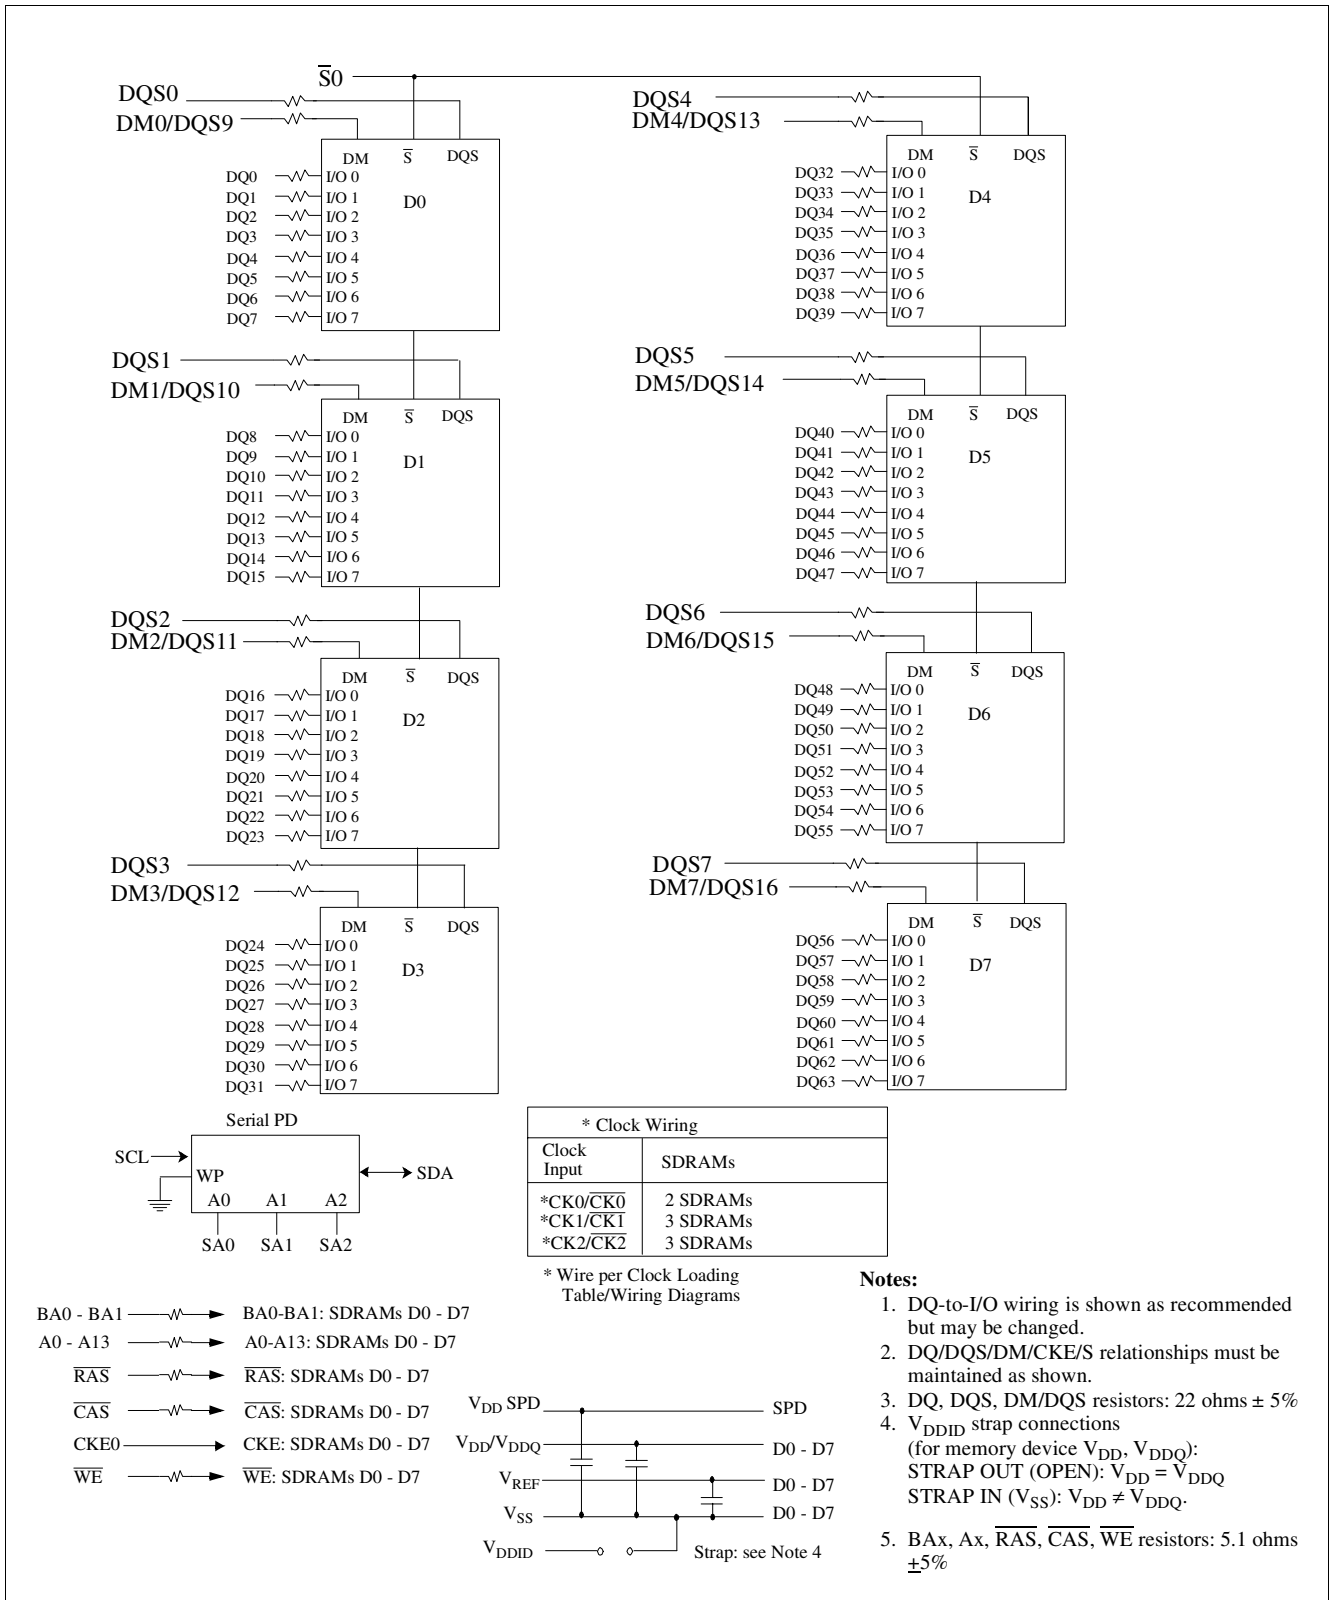 S̅0
DQS0
DM0/DQS9
DM S̅ DQS
D0
DQ0 I/O 0
DQ1 I/O 1
DQ2 I/O 2
DQ3 I/O 3
DQ4 I/O 4
DQ5 I/O 5
DQ6 I/O 6
DQ7 I/O 7
DQS1
DM1/DQS10
DM S̅ DQS
D1
DQ8 I/O 0
DQ9 I/O 1
DQ10 I/O 2
DQ11 I/O 3
DQ12 I/O 4
DQ13 I/O 5
DQ14 I/O 6
DQ15 I/O 7
DQS2
DM2/DQS11
DM S̅ DQS
D2
DQ16 I/O 0
DQ17 I/O 1
DQ18 I/O 2
DQ19 I/O 3
DQ20 I/O 4
DQ21 I/O 5
DQ22 I/O 6
DQ23 I/O 7
DQS3
DM3/DQS12
DM S̅ DQS
D3
DQ24 I/O 0
DQ25 I/O 1
DQ26 I/O 2
DQ27 I/O 3
DQ28 I/O 4
DQ29 I/O 5
DQ30 I/O 6
DQ31 I/O 7
DQS4
DM4/DQS13
DM S̅ DQS
D4
DQ32 I/O 0
DQ33 I/O 1
DQ34 I/O 2
DQ35 I/O 3
DQ36 I/O 4
DQ37 I/O 5
DQ38 I/O 6
DQ39 I/O 7
DQS5
DM5/DQS14
DM S̅ DQS
D5
DQ40 I/O 0
DQ41 I/O 1
DQ42 I/O 2
DQ43 I/O 3
DQ44 I/O 4
DQ45 I/O 5
DQ46 I/O 6
DQ47 I/O 7
DQS6
DM6/DQS15
DM S̅ DQS
D6
DQ48 I/O 0
DQ49 I/O 1
DQ50 I/O 2
DQ51 I/O 3
DQ52 I/O 4
DQ53 I/O 5
DQ54 I/O 6
DQ55 I/O 7
DQS7
DM7/DQS16
DM S̅ DQS
D7
DQ56 I/O 0
DQ57 I/O 1
DQ58 I/O 2
DQ59 I/O 3
DQ60 I/O 4
DQ61 I/O 5
DQ62 I/O 6
DQ63 I/O 7
Serial PD
SCL
WP
SDA
A0 A1 A2
SA0 SA1 SA2
* Clock Wiring
Clock
Input
SDRAMs
*CK0/C̅K̅0̅ 2 SDRAMs
*CK1/C̅K̅1̅ 3 SDRAMs
*CK2/C̅K̅2̅ 3 SDRAMs
* Wire per Clock Loading
Table/Wiring Diagrams
BA0 - BA1 BA0-BA1: SDRAMs D0 - D7
A0 - A13 A0-A13: SDRAMs D0 - D7
R̅A̅S̅ R̅A̅S̅: SDRAMs D0 - D7
C̅A̅S̅ C̅A̅S̅: SDRAMs D0 - D7
CKE0 CKE: SDRAMs D0 - D7
W̅E̅ W̅E̅: SDRAMs D0 - D7
VDD SPD SPD
VDD/VDDQ D0 - D7
VREF D0 - D7
VSS D0 - D7
VDDID Strap: see Note 4
Notes:
1. DQ-to-I/O wiring is shown as recommended
but may be changed.
2. DQ/DQS/DM/CKE/S relationships must be
maintained as shown.
3. DQ, DQS, DM/DQS resistors: 22 ohms ± 5%
4. VDDID strap connections
(for memory device VDD, VDDQ):
STRAP OUT (OPEN): VDD = VDDQ
STRAP IN (VSS): VDD ≠ VDDQ.
5. BAx, Ax, R̅A̅S̅, C̅A̅S̅, W̅E̅ resistors: 5.1 ohms
±5%